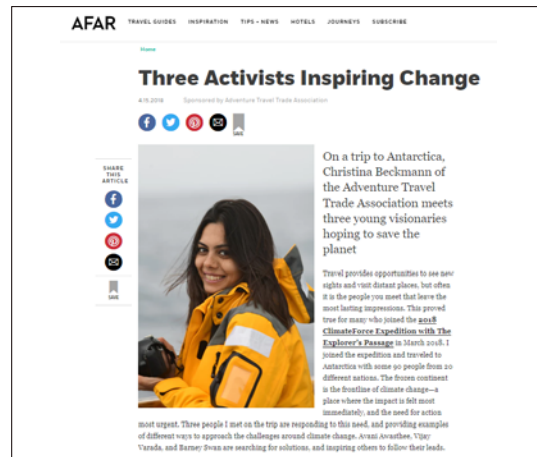 AFAR TRAVEL GUIDES INSPIRATION TIPS + NEWS HOTELS JOURNEYS SUBSCRIBE
Home
Three Activists Inspiring Change
Sponsored by Adventure Travel Trade Association
SAVE
SHARE
THIS
ARTICLE
SAVE
On a trip to Antarctica,
Christina Beckmann of
the Adventure Travel
Trade Association meets
three young visionaries
hoping to save the
planet
Travel provides opportunities to see new
sights and visit distant places, but often
it is the people you meet that leave the
most lasting impressions. This proved
true for many who joined the 2018
ClimateForce Expedition with The
Explorer's Passage in March 2018. I
joined the expedition and traveled to
Antarctica with some 90 people from 20
different nations. The frozen continent
is the frontline of climate change—a
place where the impact is felt most
immediately, and the need for action
most urgent. Three people I met on the trip are responding to this need, and providing examples
of different ways to approach the challenges around climate change. Avani Awasthee, Vijay
Varada, and Barney Swan are searching for solutions, and inspiring others to follow their leads.